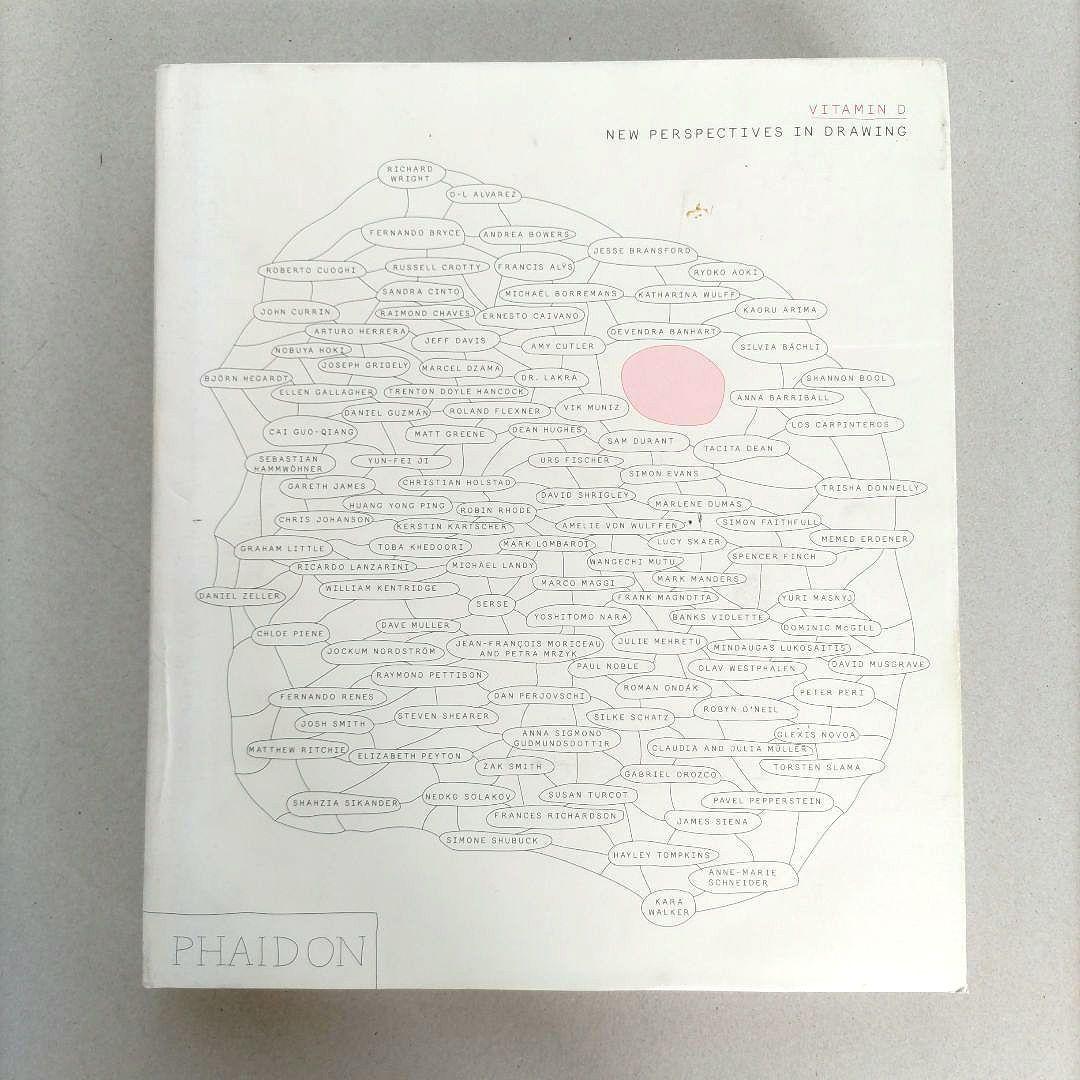 VITAMIN D
NEW PERSPECTIVES IN DRAWING
RICHARD
WRIGHT
D-L ALVAREZ
FERNANDO BRYCE
ANDREA BOWERS
JESSE BRANSFORD
ROBERTO CUOGHI
RUSSELL CROTTY
FRANCIS ALŸS
RYOKO AOKI
SANDRA CINTO
MICHAËL BORREMANS
KATHARINA WULFF
JOHN CURRIN
RAIMOND CHAVES
ERNESTO CAIVANO
KAORU ARIMA
ARTURO HERRERA
JEFF DAVIS
DEVENDRA BANHART
NOBUYA HOKI
AMY CUTLER
SILVIA BÄCHLI
JOSEPH GRIGELY
MARCEL DZAMA
BJÖRN HEGARDT
DR. LAKRA
SHANNON BOOL
ELLEN GALLAGHER
TRENTON DOYLE HANCOCK
ANNA BARRIBALL
DANIEL GUZMÁN
ROLAND FLEXNER
VIK MUNIZ
LOS CARPINTEROS
CAI GUO-QIANG
MATT GREENE
DEAN HUGHES
SAM DURANT
TACITA DEAN
SEBASTIAN
HAMMWÖHNER
YUN-FEI JI
URS FISCHER
SIMON EVANS
GARETH JAMES
CHRISTIAN HOLSTAD
TRISHA DONNELLY
HUANG YONG PING
ROBIN RHODE
DAVID SHRIGLEY
MARLENE DUMAS
CHRIS JOHANSON
KERSTIN KARTSCHER
AMELIE VON WULFFEN
SIMON FAITHFULL
GRAHAM LITTLE
TOBA KHEDOORI
MARK LOMBARDI
LUCY SKAER
MEMED ERDENER
RICARDO LANZARINI
MICHAEL LANDY
WANGECHI MUTU
SPENCER FINCH
WILLIAM KENTRIDGE
MARCO MAGGI
MARK MANDERS
DANIEL ZELLER
SERSE
FRANK MAGNOTTA
YURI MASNYJ
CHLOE PIENE
DAVE MULLER
YOSHITOMO NARA
BANKS VIOLETTE
DOMINIC McGILL
JOCKUM NORDSTRÖM
JEAN-FRANÇOIS MORICEAU
AND PETRA MRZYK
JULIE MEHRETU
MINDAUGAS LUKOŠAITIS
RAYMOND PETTIBON
PAUL NOBLE
OLAV WESTPHALEN
DAVID MUSGRAVE
FERNANDO RENES
DAN PERJOVSCHI
ROMAN ONDÁK
PETER PERI
JOSH SMITH
STEVEN SHEARER
SILKE SCHATZ
ROBYN O'NEIL
MATTHEW RITCHIE
ELIZABETH PEYTON
ANNA SIGMOND
GUDMUNDSDOTTIR
CLAUDIA AND JULIA MÜLLER
GLEXIS NOVOA
ZAK SMITH
GABRIEL OROZCO
TORSTEN SLAMA
SHAHZIA SIKANDER
NEDKO SOLAKOV
SUSAN TURCOT
PAVEL PEPPERSTEIN
FRANCES RICHARDSON
JAMES SIENA
SIMONE SHUBUCK
HAYLEY TOMPKINS
ANNE-MARIE
SCHNEIDER
KARA
WALKER
PHAIDON